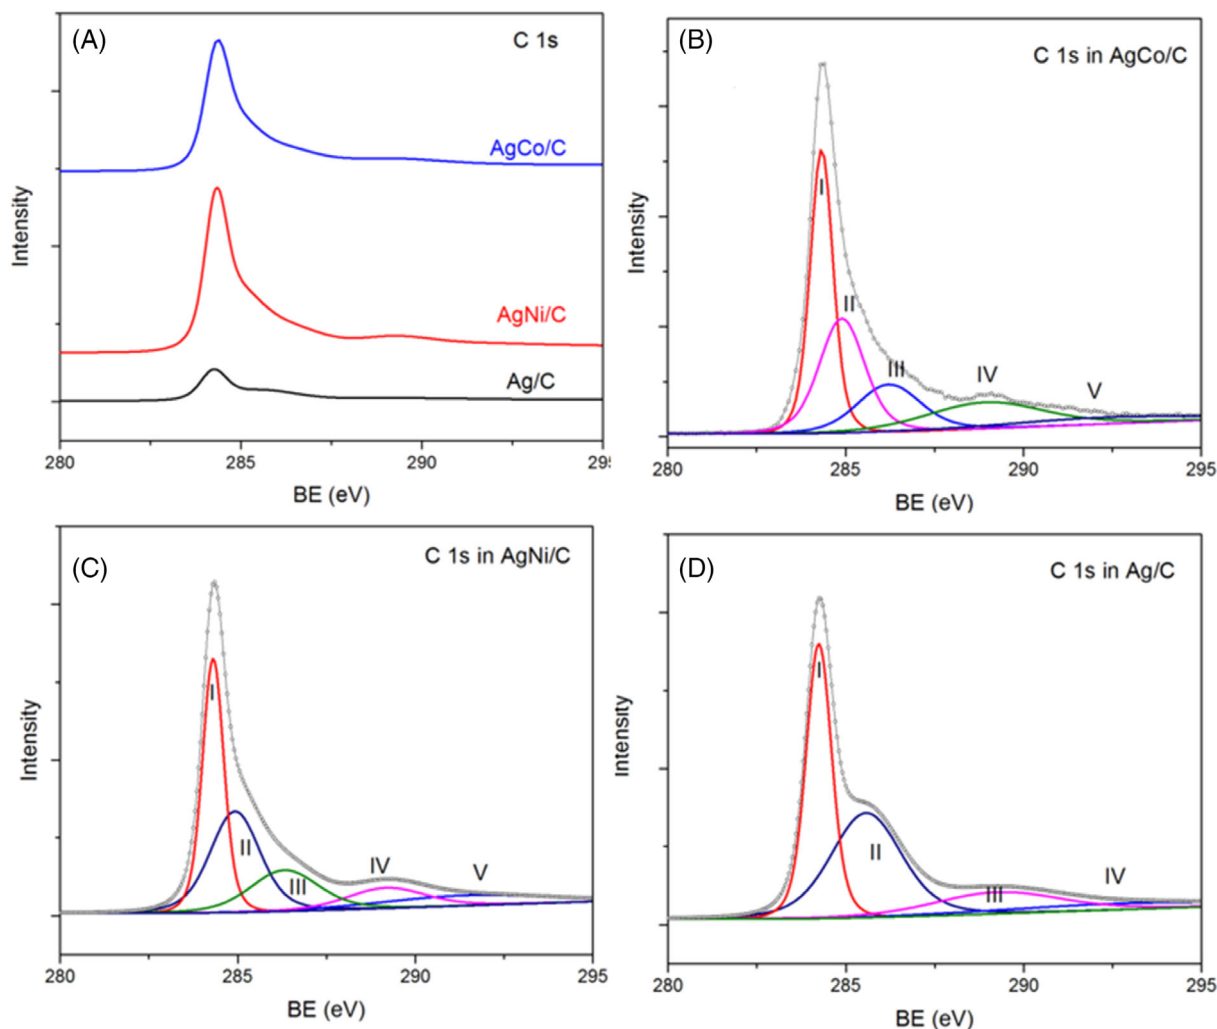 (A)
C 1s
AgCo/C
AgNi/C
Ag/C
Intensity
280
285
290
295
BE (eV)
(B)
C 1s in AgCo/C
I
II
III
IV
V
Intensity
280
285
290
295
BE (eV)
(C)
C 1s in AgNi/C
I
II
III
IV
V
Intensity
280
285
290
295
BE (eV)
(D)
C 1s in Ag/C
I
II
III
IV
Intensity
280
285
290
295
BE (eV)